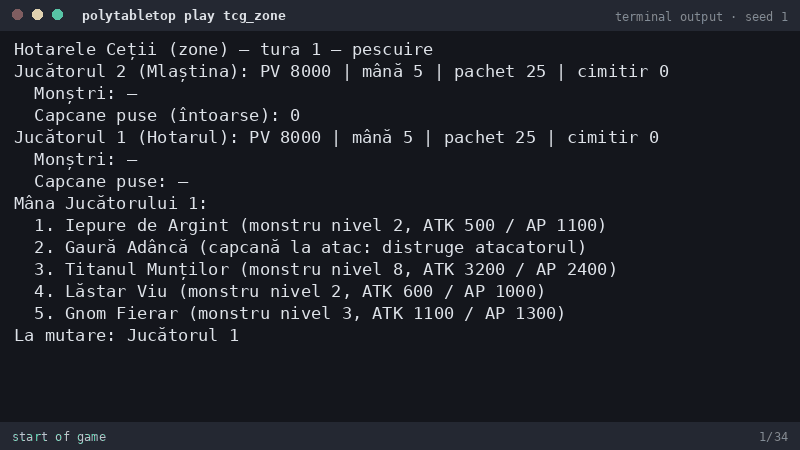 polytabletop play tcg_zone
terminal output · seed 1
Hotarele Ceții (zone) — tura 1 — pescuire
Jucătorul 2 (Mlaștina): PV 8000 | mână 5 | pachet 25 | cimitir 0
Monștri: —
Capcane puse (întoarse): 0
Jucătorul 1 (Hotarul): PV 8000 | mână 5 | pachet 25 | cimitir 0
Monștri: —
Capcane puse: —
Mâna Jucătorului 1:
1. Iepure de Argint (monstru nivel 2, ATK 500 / AP 1100)
2. Gaură Adâncă (capcană la atac: distruge atacatorul)
3. Titanul Munților (monstru nivel 8, ATK 3200 / AP 2400)
4. Lăstar Viu (monstru nivel 2, ATK 600 / AP 1000)
5. Gnom Fierar (monstru nivel 3, ATK 1100 / AP 1300)
La mutare: Jucătorul 1
start of game
1/34